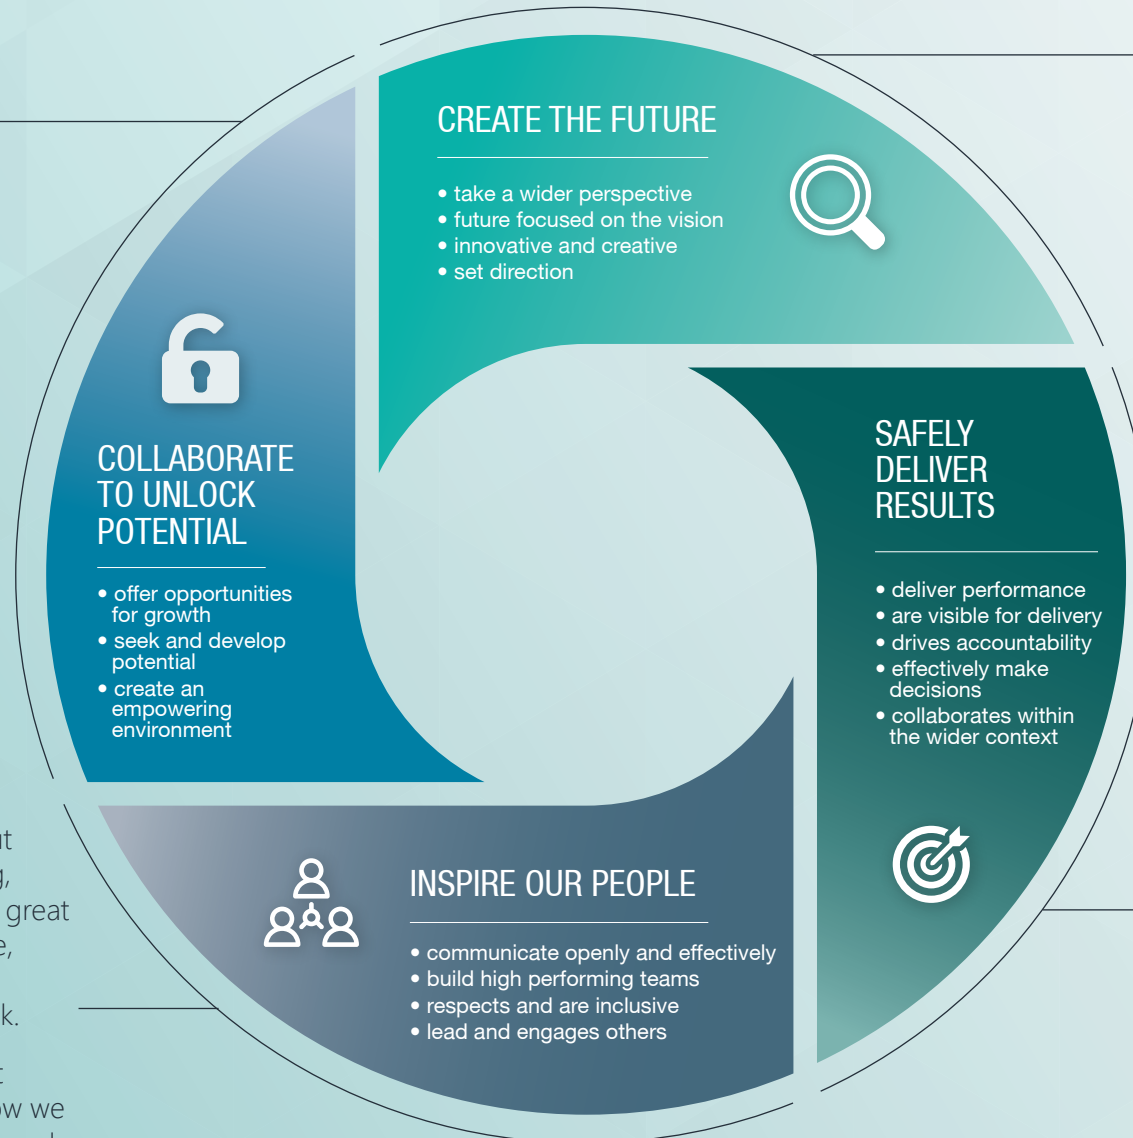 CREATE THE FUTURE
• take a wider perspective
• future focused on the vision
• innovative and creative
• set direction
SAFELY
DELIVER
RESULTS
• deliver performance
• are visible for delivery
• drives accountability
• effectively make
decisions
• collaborates within
the wider context
COLLABORATE
TO UNLOCK
POTENTIAL
• offer opportunities
for growth
• seek and develop
potential
• create an
empowering
environment
INSPIRE OUR PEOPLE
• communicate openly and effectively
• build high performing teams
• respects and are inclusive
• lead and engages others
great
we